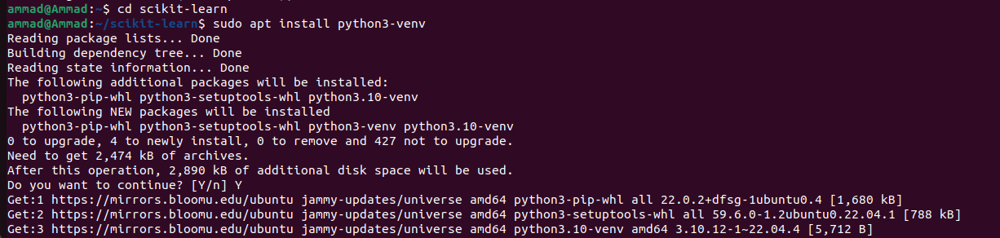 ammad@Ammad:~$ cd scikit-learn
ammad@Ammad:~/scikit-learn$ sudo apt install python3-venv
Reading package lists... Done
Building dependency tree... Done
Reading state information... Done
The following additional packages will be installed:
  python3-pip-whl python3-setuptools-whl python3.10-venv
The following NEW packages will be installed
  python3-pip-whl python3-setuptools-whl python3-venv python3.10-venv
0 to upgrade, 4 to newly install, 0 to remove and 427 not to upgrade.
Need to get 2,474 kB of archives.
After this operation, 2,890 kB of additional disk space will be used.
Do you want to continue? [Y/n] Y
Get:1 https://mirrors.bloomu.edu/ubuntu jammy-updates/universe amd64 python3-pip-whl all 22.0.2+dfsg-1ubuntu0.4 [1,680 kB]
Get:2 https://mirrors.bloomu.edu/ubuntu jammy-updates/universe amd64 python3-setuptools-whl all 59.6.0-1.2ubuntu0.22.04.1 [788 kB]
Get:3 https://mirrors.bloomu.edu/ubuntu jammy-updates/universe amd64 python3.10-venv amd64 3.10.12-1~22.04.4 [5,712 B]